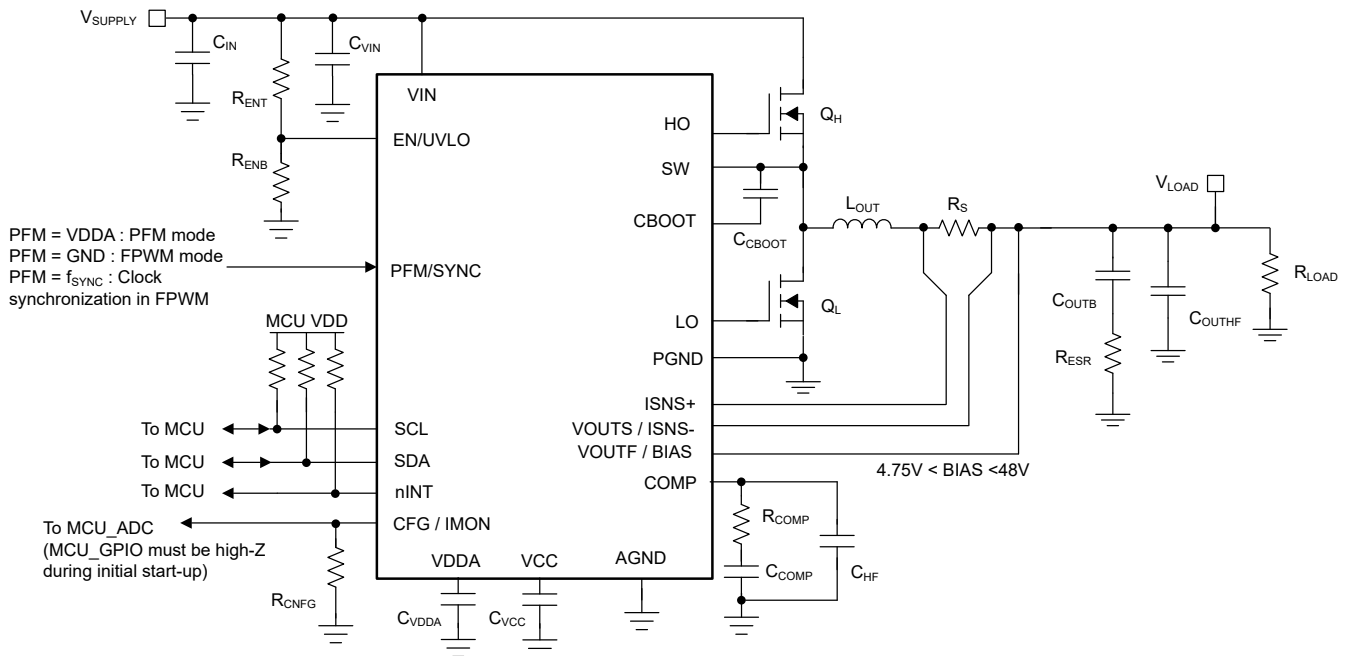 VSUPPLY
CIN
CVIN
RENT
RENB
VIN
EN/UVLO
HO
QH
SW
CBOOT
CCBOOT
LOUT
RS
VLOAD
PFM = VDDA : PFM mode
PFM = GND : FPWM mode
PFM = fSYNC : Clock
synchronization in FPWM
PFM/SYNC
LO
QL
PGND
COUTB
RESR
COUTHF
RLOAD
MCU VDD
ISNS+
VOUTS / ISNS-
VOUTF / BIAS
4.75V < BIAS <48V
To MCU
SCL
To MCU
SDA
To MCU
nINT
COMP
To MCU_ADC
(MCU_GPIO must be high-Z
during initial start-up)
CFG / IMON
RCNFG
VDDA
VCC
AGND
CVDDA
CVCC
RCOMP
CCOMP
CHF